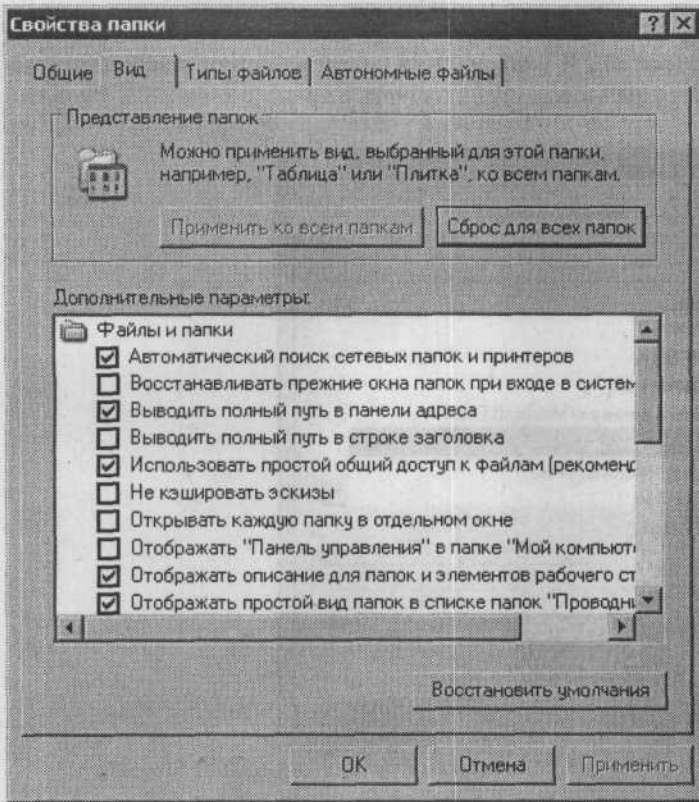 Свойства папки
Общие Вид Типы файлов Автономные файлы
Представление папок
Можно применить вид, выбранный для этой папки,
например, "Таблица" или "Плитка", ко всем папкам.
Применить ко всем папкам Сброс для всех папок
Дополнительные параметры:
Файлы и папки
Автоматический поиск сетевых папок и принтеров
Восстанавливать прежние окна папок при входе в систем
Выводить полный путь в панели адреса
Выводить полный путь в строке заголовка
Использовать простой общий доступ к файлам (рекоменд
Не кэшировать эскизы
Открывать каждую папку в отдельном окне
Отображать "Панель управления" в папке "Мой компьют
Отображать описание для папок и элементов рабочего ст
Отображать простой вид папок в списке папок "Проводни
Восстановить умолчания
OK Отмена Применить